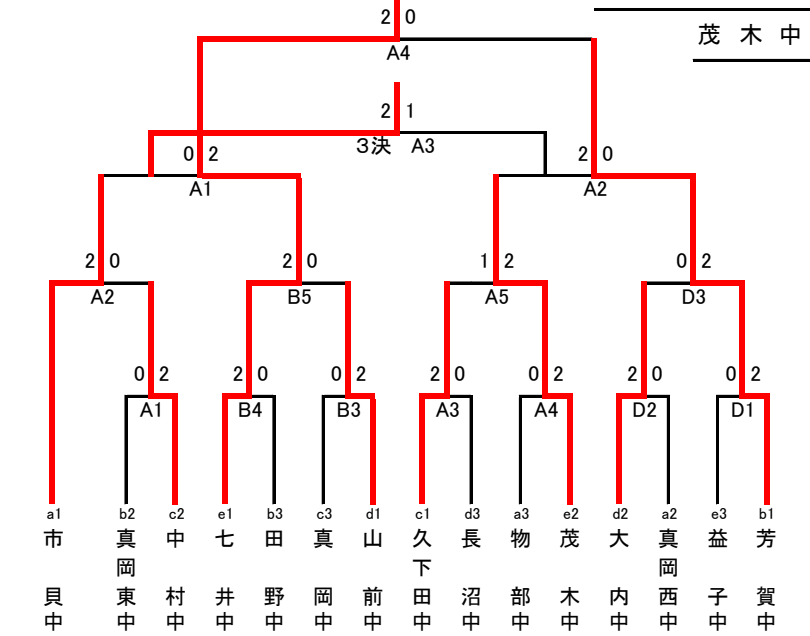 2 0
茂 木 中
A4
2 1
3決 A3
0 2
2 0
A1
A2
2 0
2 0
1 2
0 2
A2
B5
A5
D3
0 2
2 0
0 2
2 0
0 2
2 0
0 2
A1
B4
B3
A3
A4
D2
D1
a1
b2
c2
e1
b3
c3
d1
c1
d3
a3
e2
d2
a2
e3
b1
市貝中
真岡東中
中村中
七井中
田野中
真岡中
山前中
久下田中
長沼中
物部中
茂木中
大内中
真岡西中
益子中
芳賀中